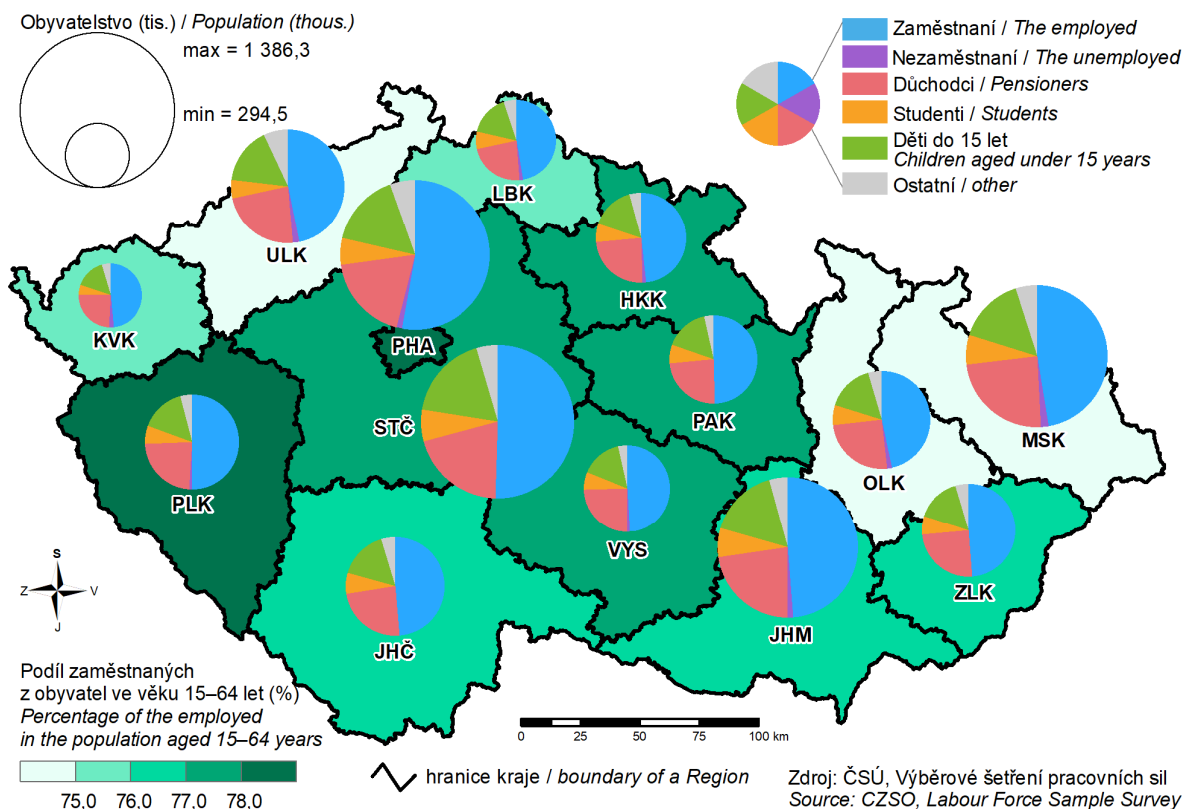 Obyvatelstvo (tis.) / Population (thous.)
max = 1 386,3
min = 294,5
Zaměstnaní / The employed
Nezaměstnaní / The unemployed
Důchodci / Pensioners
Studenti / Students
Děti do 15 let
Children aged under 15 years
Ostatní / other
LBK
ULK
HKK
KVK
PHA
STČ
PAK
MSK
OLK
PLK
VYS
ZLK
JHM
JHČ
S
Z
V
J
Podíl zaměstnaných
z obyvatel ve věku 15–64 let (%)
Percentage of the employed
in the population aged 15–64 years
75,0 76,0 77,0 78,0
0 25 50 75 100 km
hranice kraje / boundary of a Region
Zdroj: ČSÚ, Výběrové šetření pracovních sil
Source: CZSO, Labour Force Sample Survey